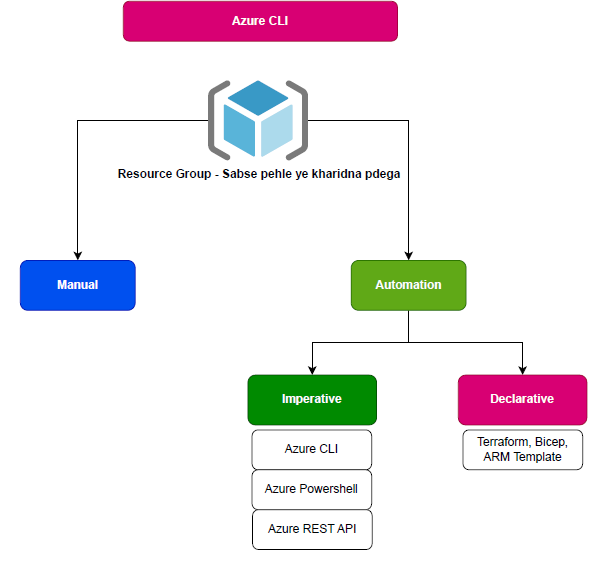 Azure CLI
Resource Group - Sabse pehle ye kharidna pdega
Manual
Automation
Imperative
Declarative
Azure CLI
Azure Powershell
Azure REST API
Terraform, Bicep,
ARM Template